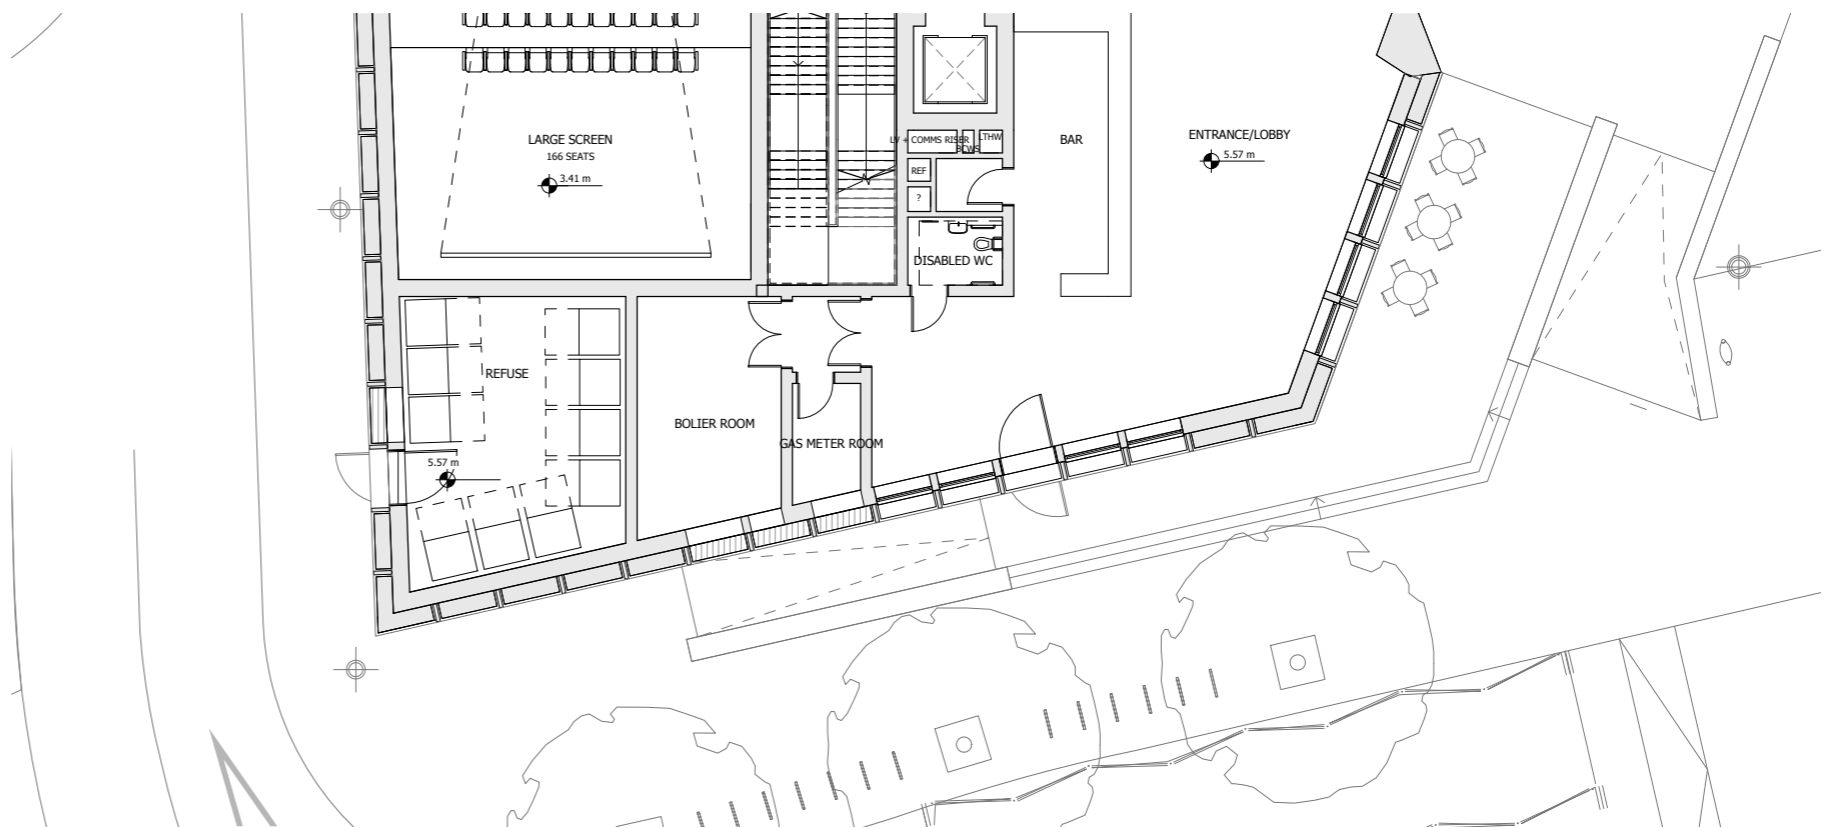 LARGE SCREEN
166 SEATS
3.41 m
LV + COMMS RISER
BCWS
LTHW
REF
?
DISABLED WC
BAR
ENTRANCE/LOBBY
5.57 m
REFUSE
5.57 m
BOLIER ROOM
GAS METER ROOM